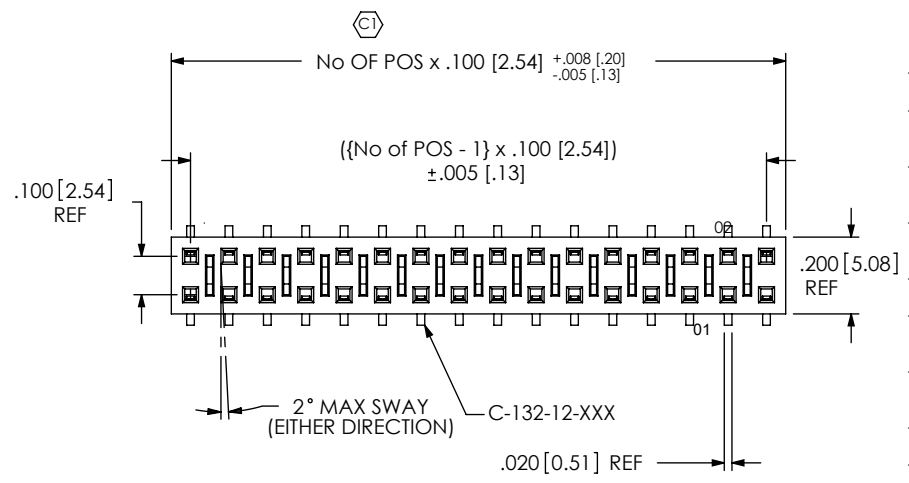 C1
No OF POS x .100 [2.54] +.008 [.20]
-.005 [.13]
({No of POS - 1} x .100 [2.54])
±.005 [.13]
.100 [2.54]
REF
02
.200 [5.08]
REF
01
2° MAX SWAY
(EITHER DIRECTION)
C-132-12-XXX
.020 [0.51] REF